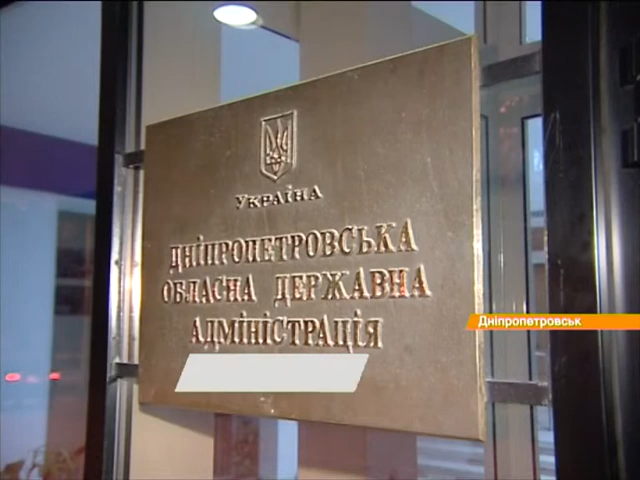 Україна
ДНІПРОПЕТРОВСЬКА
ОБЛАСНА ДЕРЖАВНА
АДМІНІСТРАЦІЯ
Дніпропетровськ